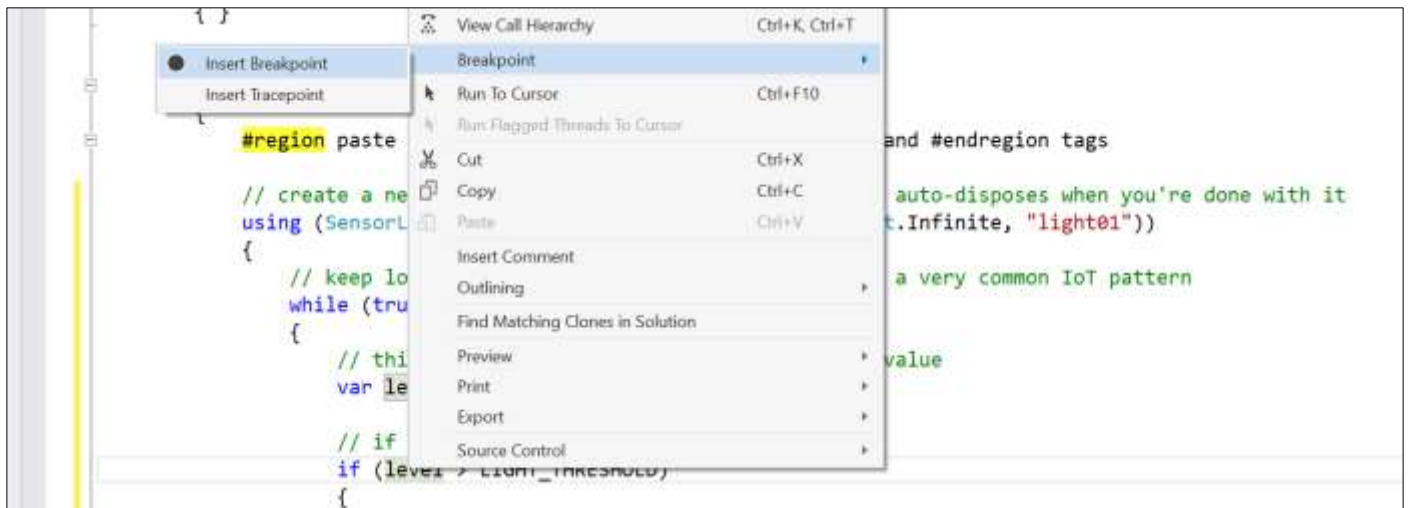 { }
View Call Hierarchy Ctrl+K, Ctrl+T
Insert Breakpoint
Breakpoint
Insert Tracepoint
Run To Cursor Ctrl+F10
{
Run Flagged Threads To Cursor
#region paste and #endregion tags
Cut Ctrl+X
// create a ne auto-disposes when you're done with it
Copy Ctrl+C
using (SensorL t.Infinite, "light01"))
Paste Ctrl+V
{
Insert Comment
// keep lo a very common IoT pattern
Outlining
while (tru
Find Matching Clones in Solution
{
// thi value
Preview
var le
Print
Export
// if
Source Control
if (level > LIGHT_THRESHOLD)
{